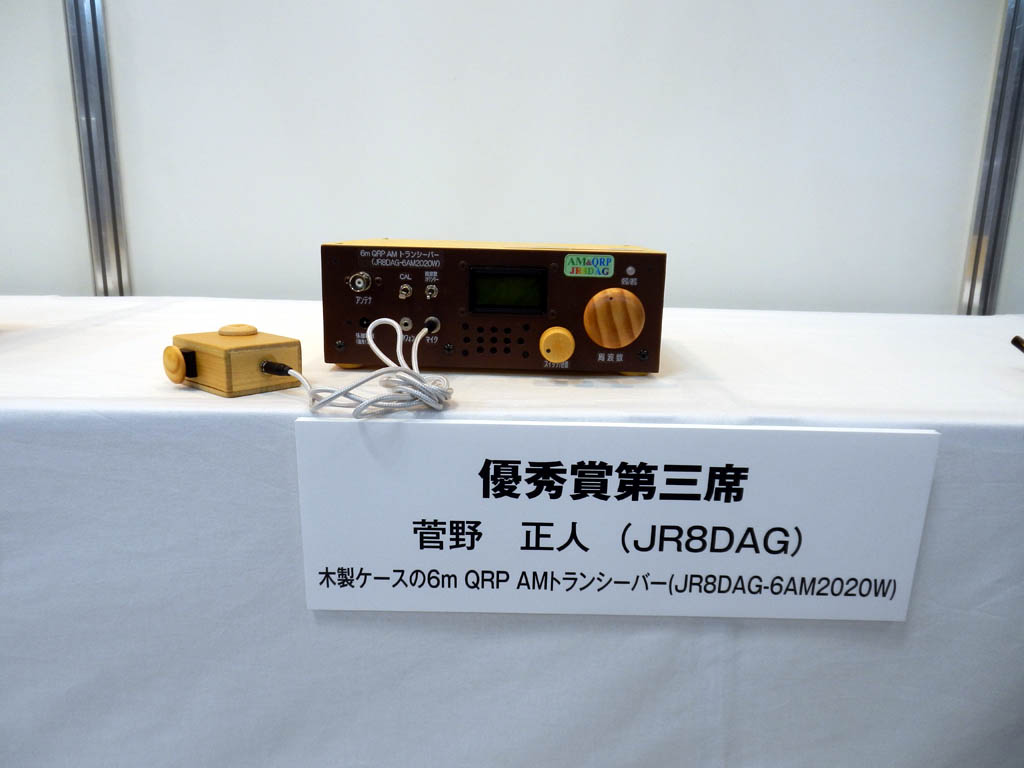 6m QRP AM トランシーバー
(JR8DAG-6AM2020W)
AM&QRP
JR8DAG
CAL
アンテナ
マイク
周波数
優秀賞第三席
菅野 正人 (JR8DAG)
木製ケースの6m QRP AMトランシーバー(JR8DAG-6AM2020W)